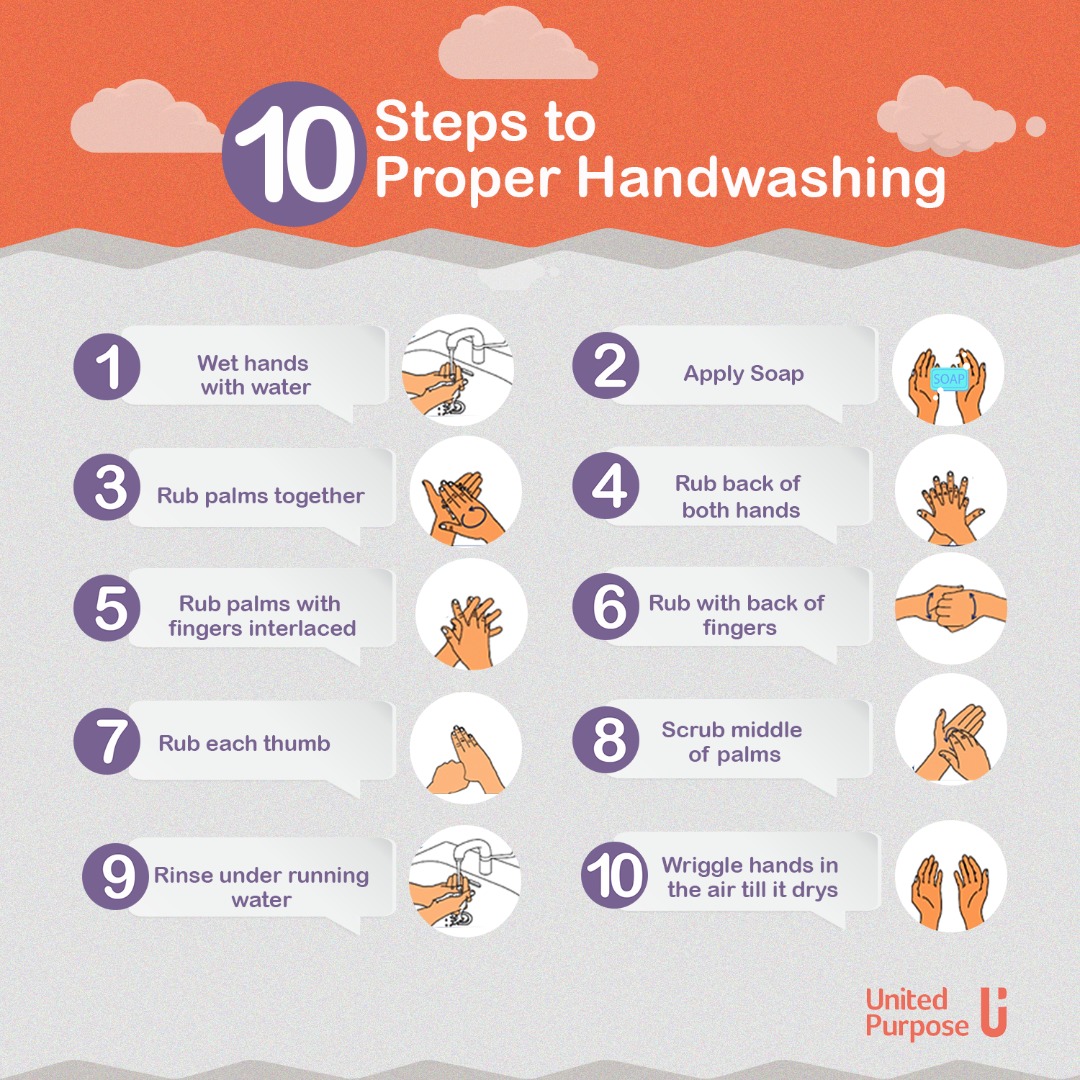 10
Steps to
Proper Handwashing
1
Wet hands
with water
2
Apply Soap
SOAP
3
Rub palms together
4
Rub back of
both hands
5
Rub palms with
fingers interlaced
6
Rub with back of
fingers
7
Rub each thumb
8
Scrub middle
of palms
9
Rinse under running
water
10
Wriggle hands in
the air till it drys
United
Purpose